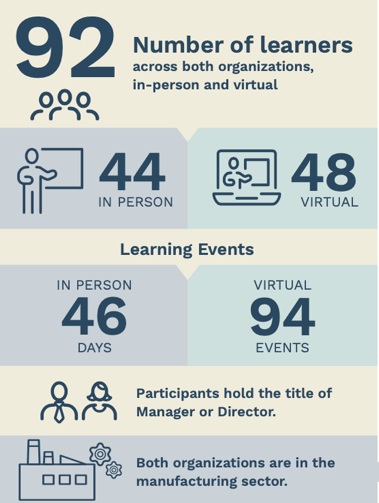 92
Number of learners
across both organizations,
in-person and virtual
44
IN PERSON
48
VIRTUAL
Learning Events
IN PERSON
46
DAYS
VIRTUAL
94
EVENTS
Participants hold the title of
Manager or Director.
Both organizations are in the
manufacturing sector.